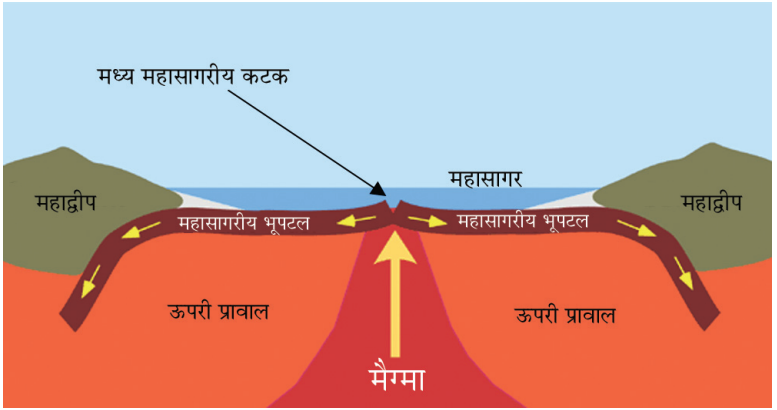 मध्य महासागरीय कटक
महासागर
महाद्वीप
महाद्वीप
महासागरीय भूपटल
महासागरीय भूपटल
ऊपरी प्रावाल
ऊपरी प्रावाल
मैग्मा